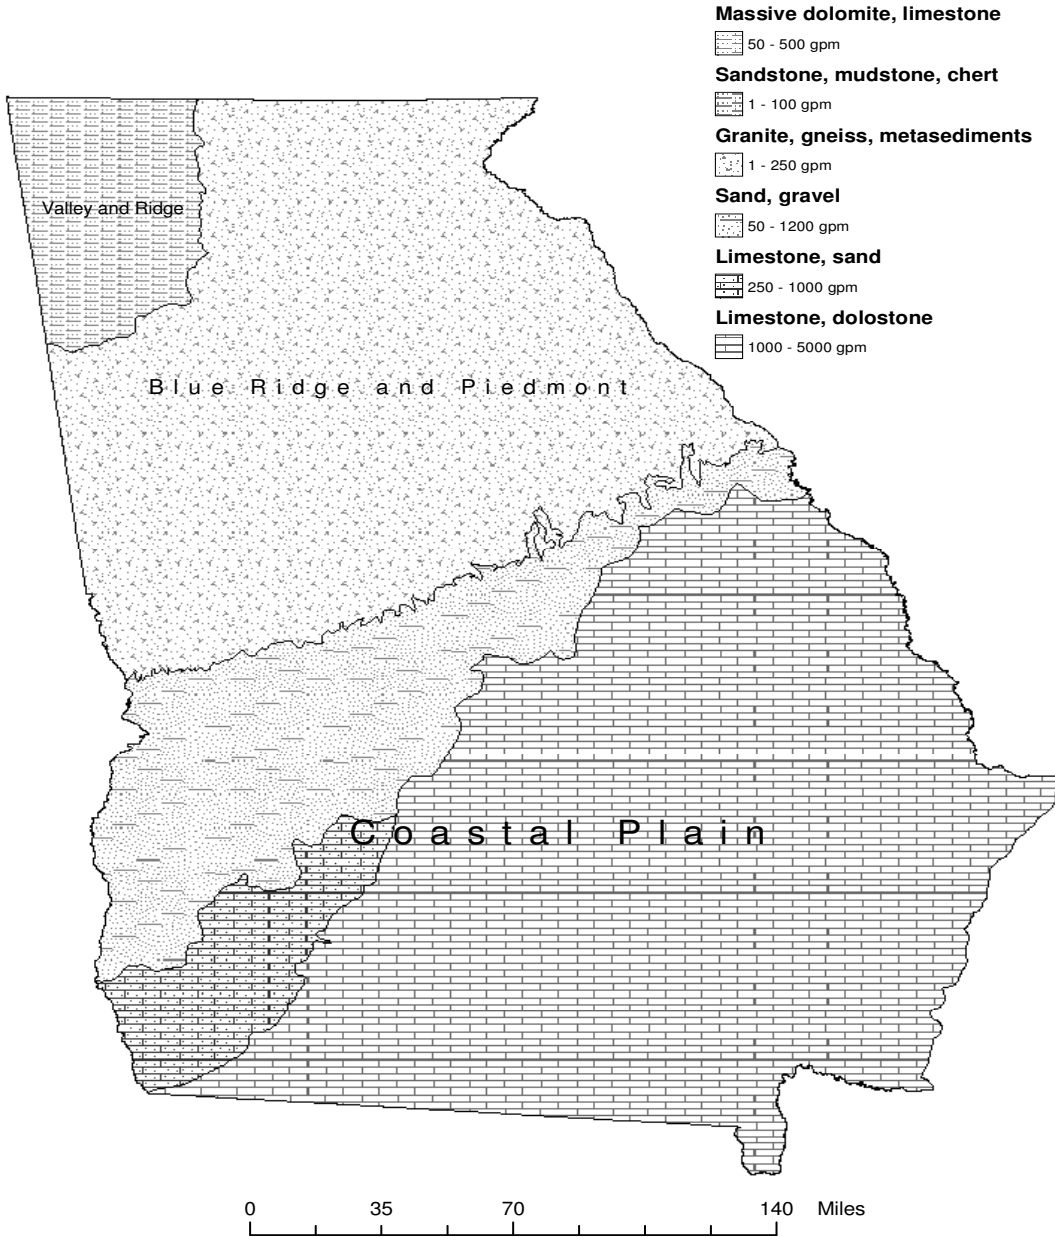 Massive dolomite, limestone
50 - 500 gpm
Sandstone, mudstone, chert
1 - 100 gpm
Granite, gneiss, metasediments
1 - 250 gpm
Sand, gravel
50 - 1200 gpm
Limestone, sand
250 - 1000 gpm
Limestone, dolostone
1000 - 5000 gpm
Valley and Ridge
Blue Ridge and Piedmont
Coastal Plain
0 35 70 140 Miles